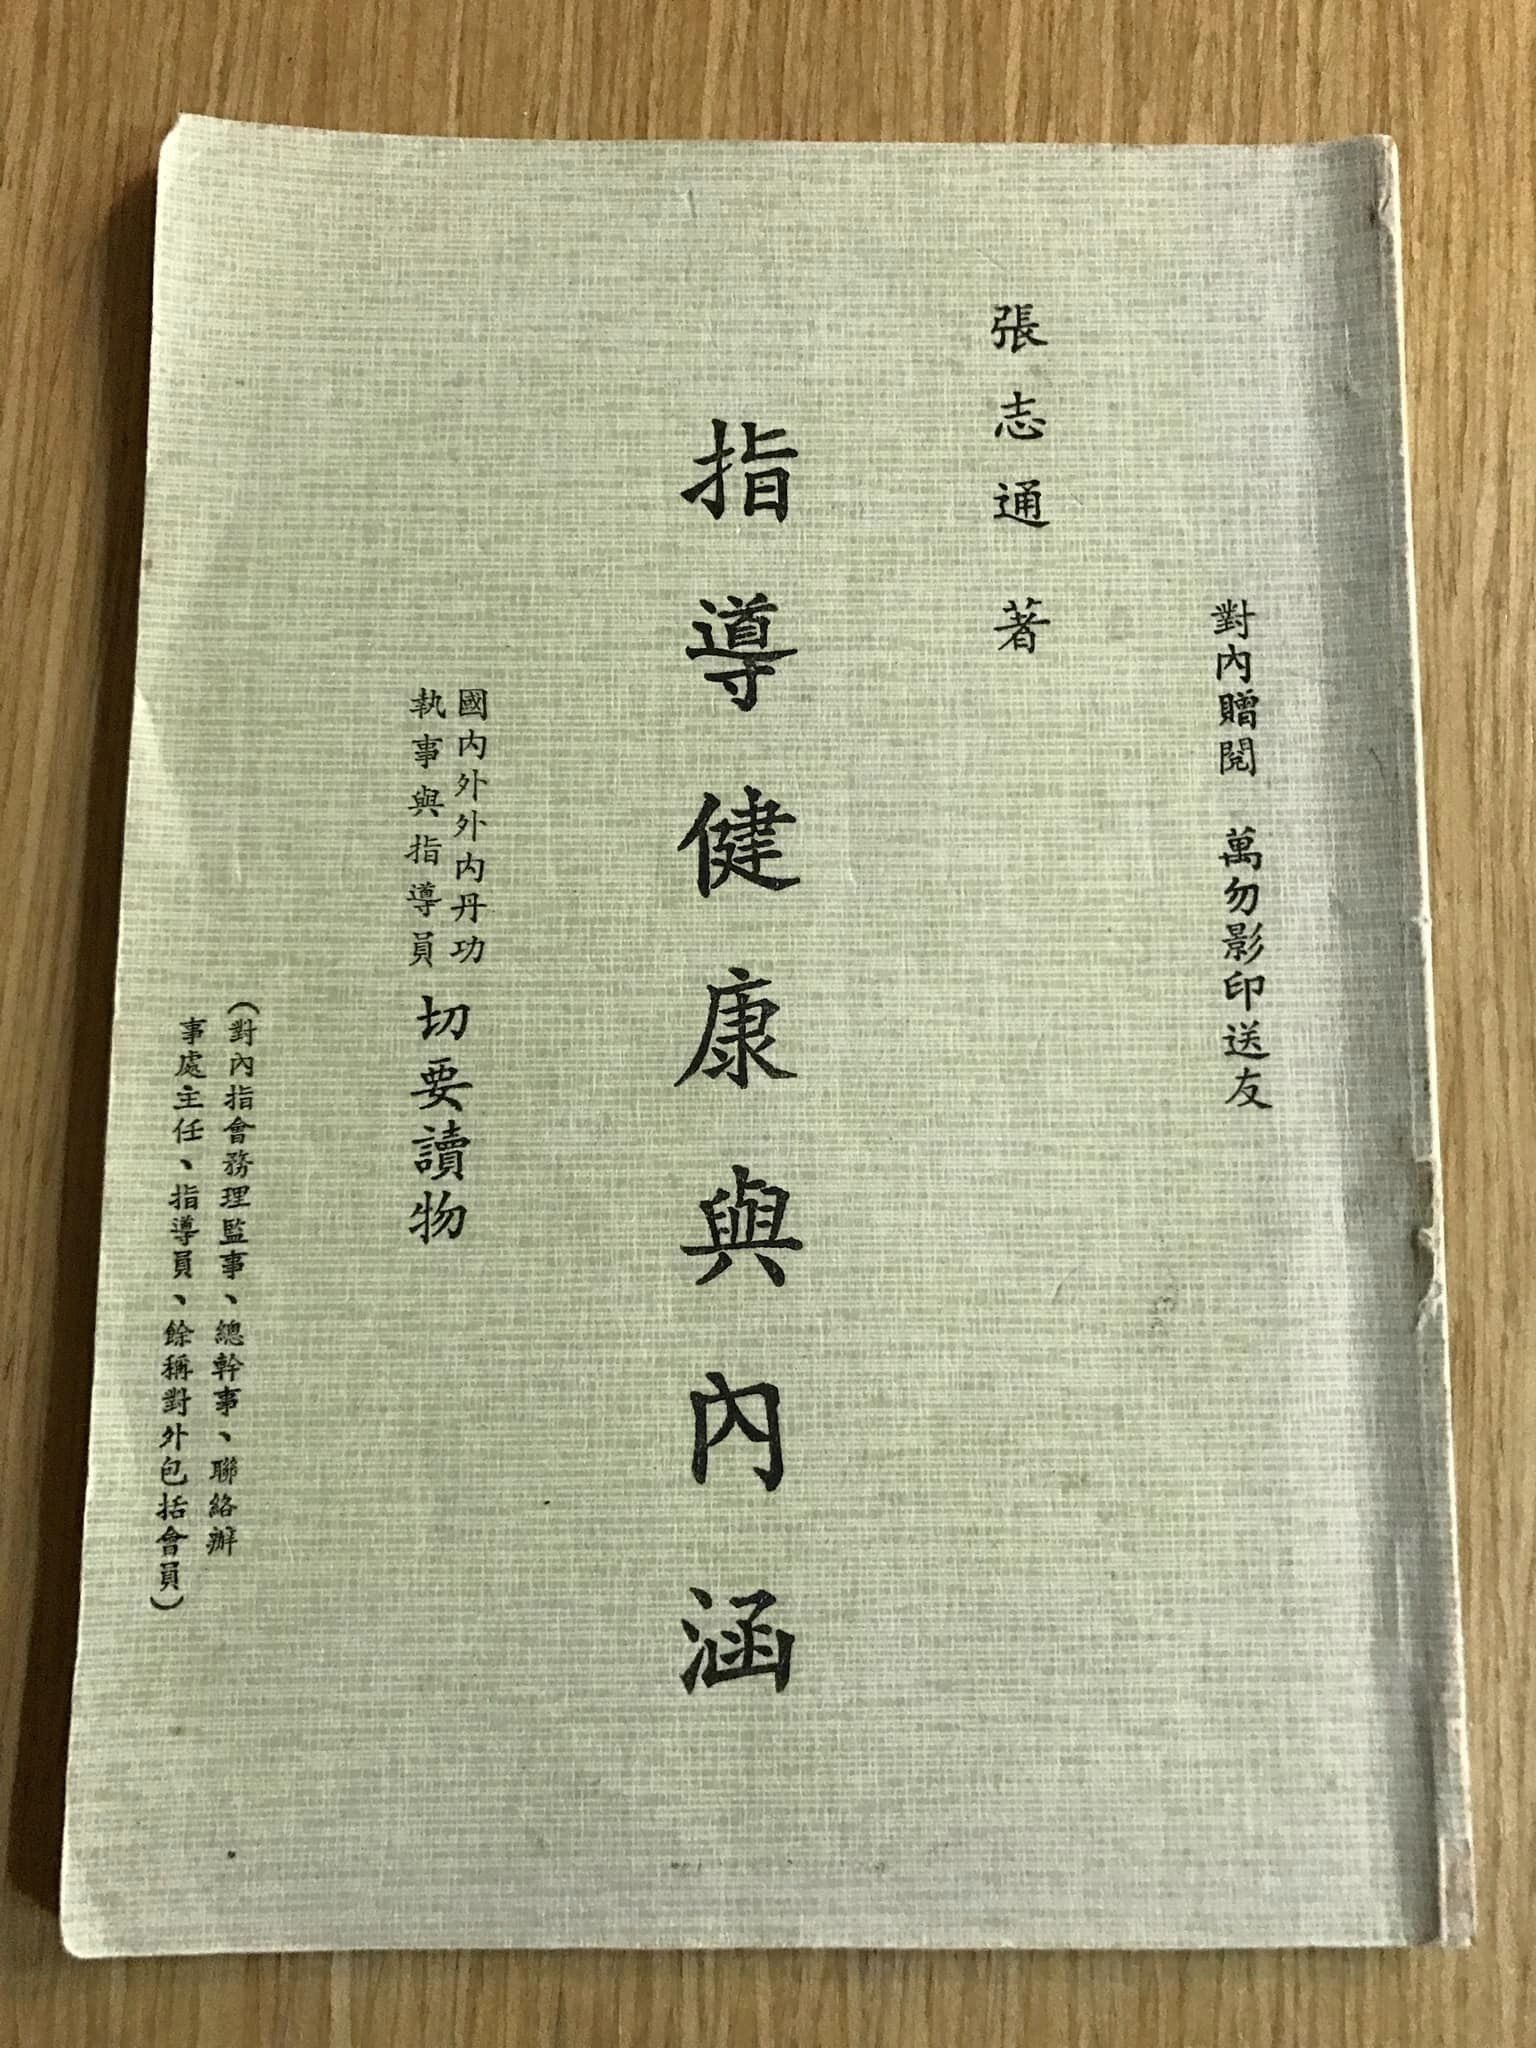 對內贈閱　萬勿影印送友
張志通　著
指導健康與內涵
國內外外內丹功
執事與指導員
切要讀物
（對內指會務理監事、總幹事、聯絡辦
事處主任、指導員、餘稱對外包括會員）